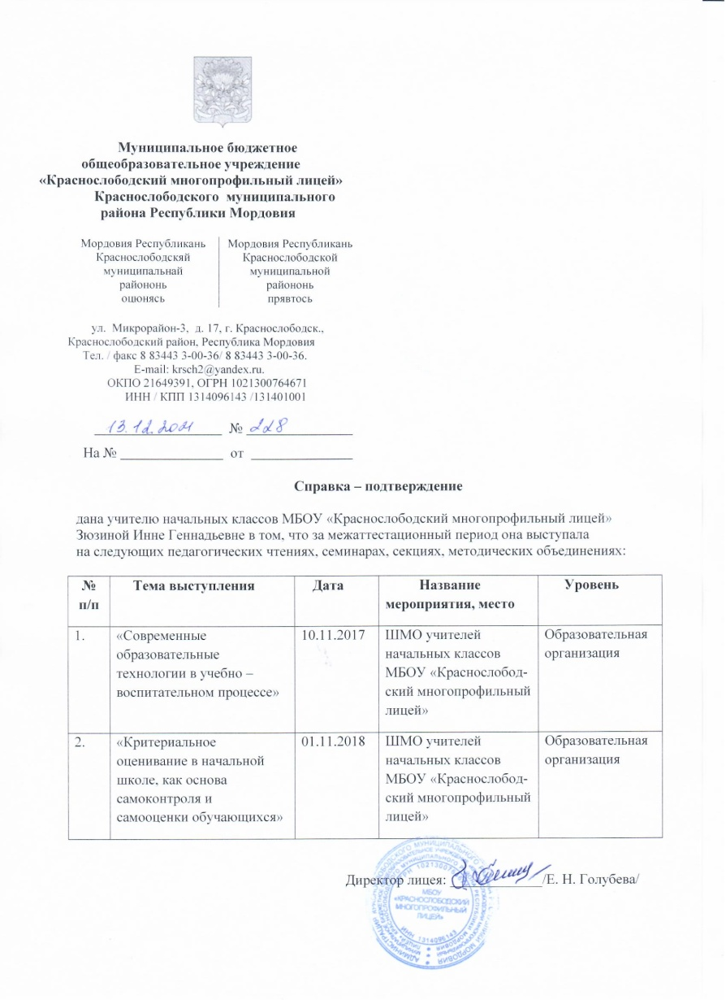 Муниципальное бюджетное
общеобразовательное учреждение
«Краснослободский многопрофильный лицей»
Краснослободского муниципального
района Республики Мордовия
Мордовия Республикань
Краснослободскяй
муниципальнай
райононь
оцюнясь
Мордовия Республикань
Краснослободской
муниципальной
райононь
прявтось
ул. Микрорайон-3, д. 17, г. Краснослободск.,
Краснослободский район, Республика Мордовия
Тел. / факс 8 83443 3-00-36/ 8 83443 3-00-36.
E-mail: krsch2@yandex.ru.
ОКПО 21649391, ОГРН 1021300764671
ИНН / КПП 1314096143 /131401001
13.12.2021 № 228
На № от
Справка – подтверждение
дана учителю начальных классов МБОУ «Краснослободский многопрофильный лицей»
Зюзиной Инне Геннадьевне в том, что за межаттестационный период она выступала
на следующих педагогических чтениях, семинарах, секциях, методических объединениях:
№
п/п
Тема выступления
Дата
Название
мероприятия, место
Уровень
1.
«Современные
образовательные
технологии в учебно –
воспитательном процессе»
10.11.2017
ШМО учителей
начальных классов
МБОУ «Краснослобод-
ский многопрофильный
лицей»
Образовательная
организация
2.
«Критериальное
оценивание в начальной
школе, как основа
самоконтроля и
самооценки обучающихся»
01.11.2018
ШМО учителей
начальных классов
МБОУ «Краснослобод-
ский многопрофильный
лицей»
Образовательная
организация
Директор лицея: /Е. Н. Голубева/
МБОУ
«КРАСНОСЛОБОДСКИЙ
МНОГОПРОФИЛЬНЫЙ
ЛИЦЕЙ»
ИНН 1314096143